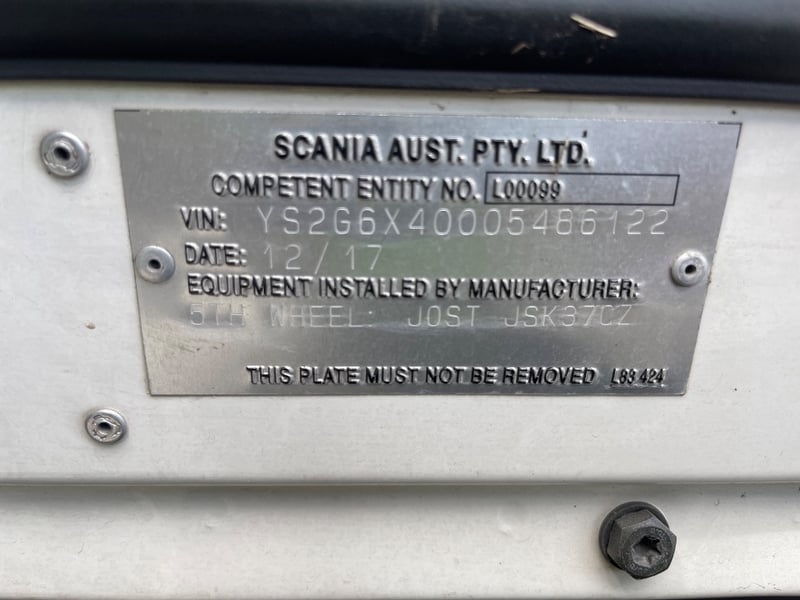 SCANIA AUST. PTY. LTD.
COMPETENT ENTITY NO. L00099
VIN: YS2G6X40005486122
DATE: 12/17
EQUIPMENT INSTALLED BY MANUFACTURER:
5TH WHEEL: JOST JSK37CZ
THIS PLATE MUST NOT BE REMOVED L83 424